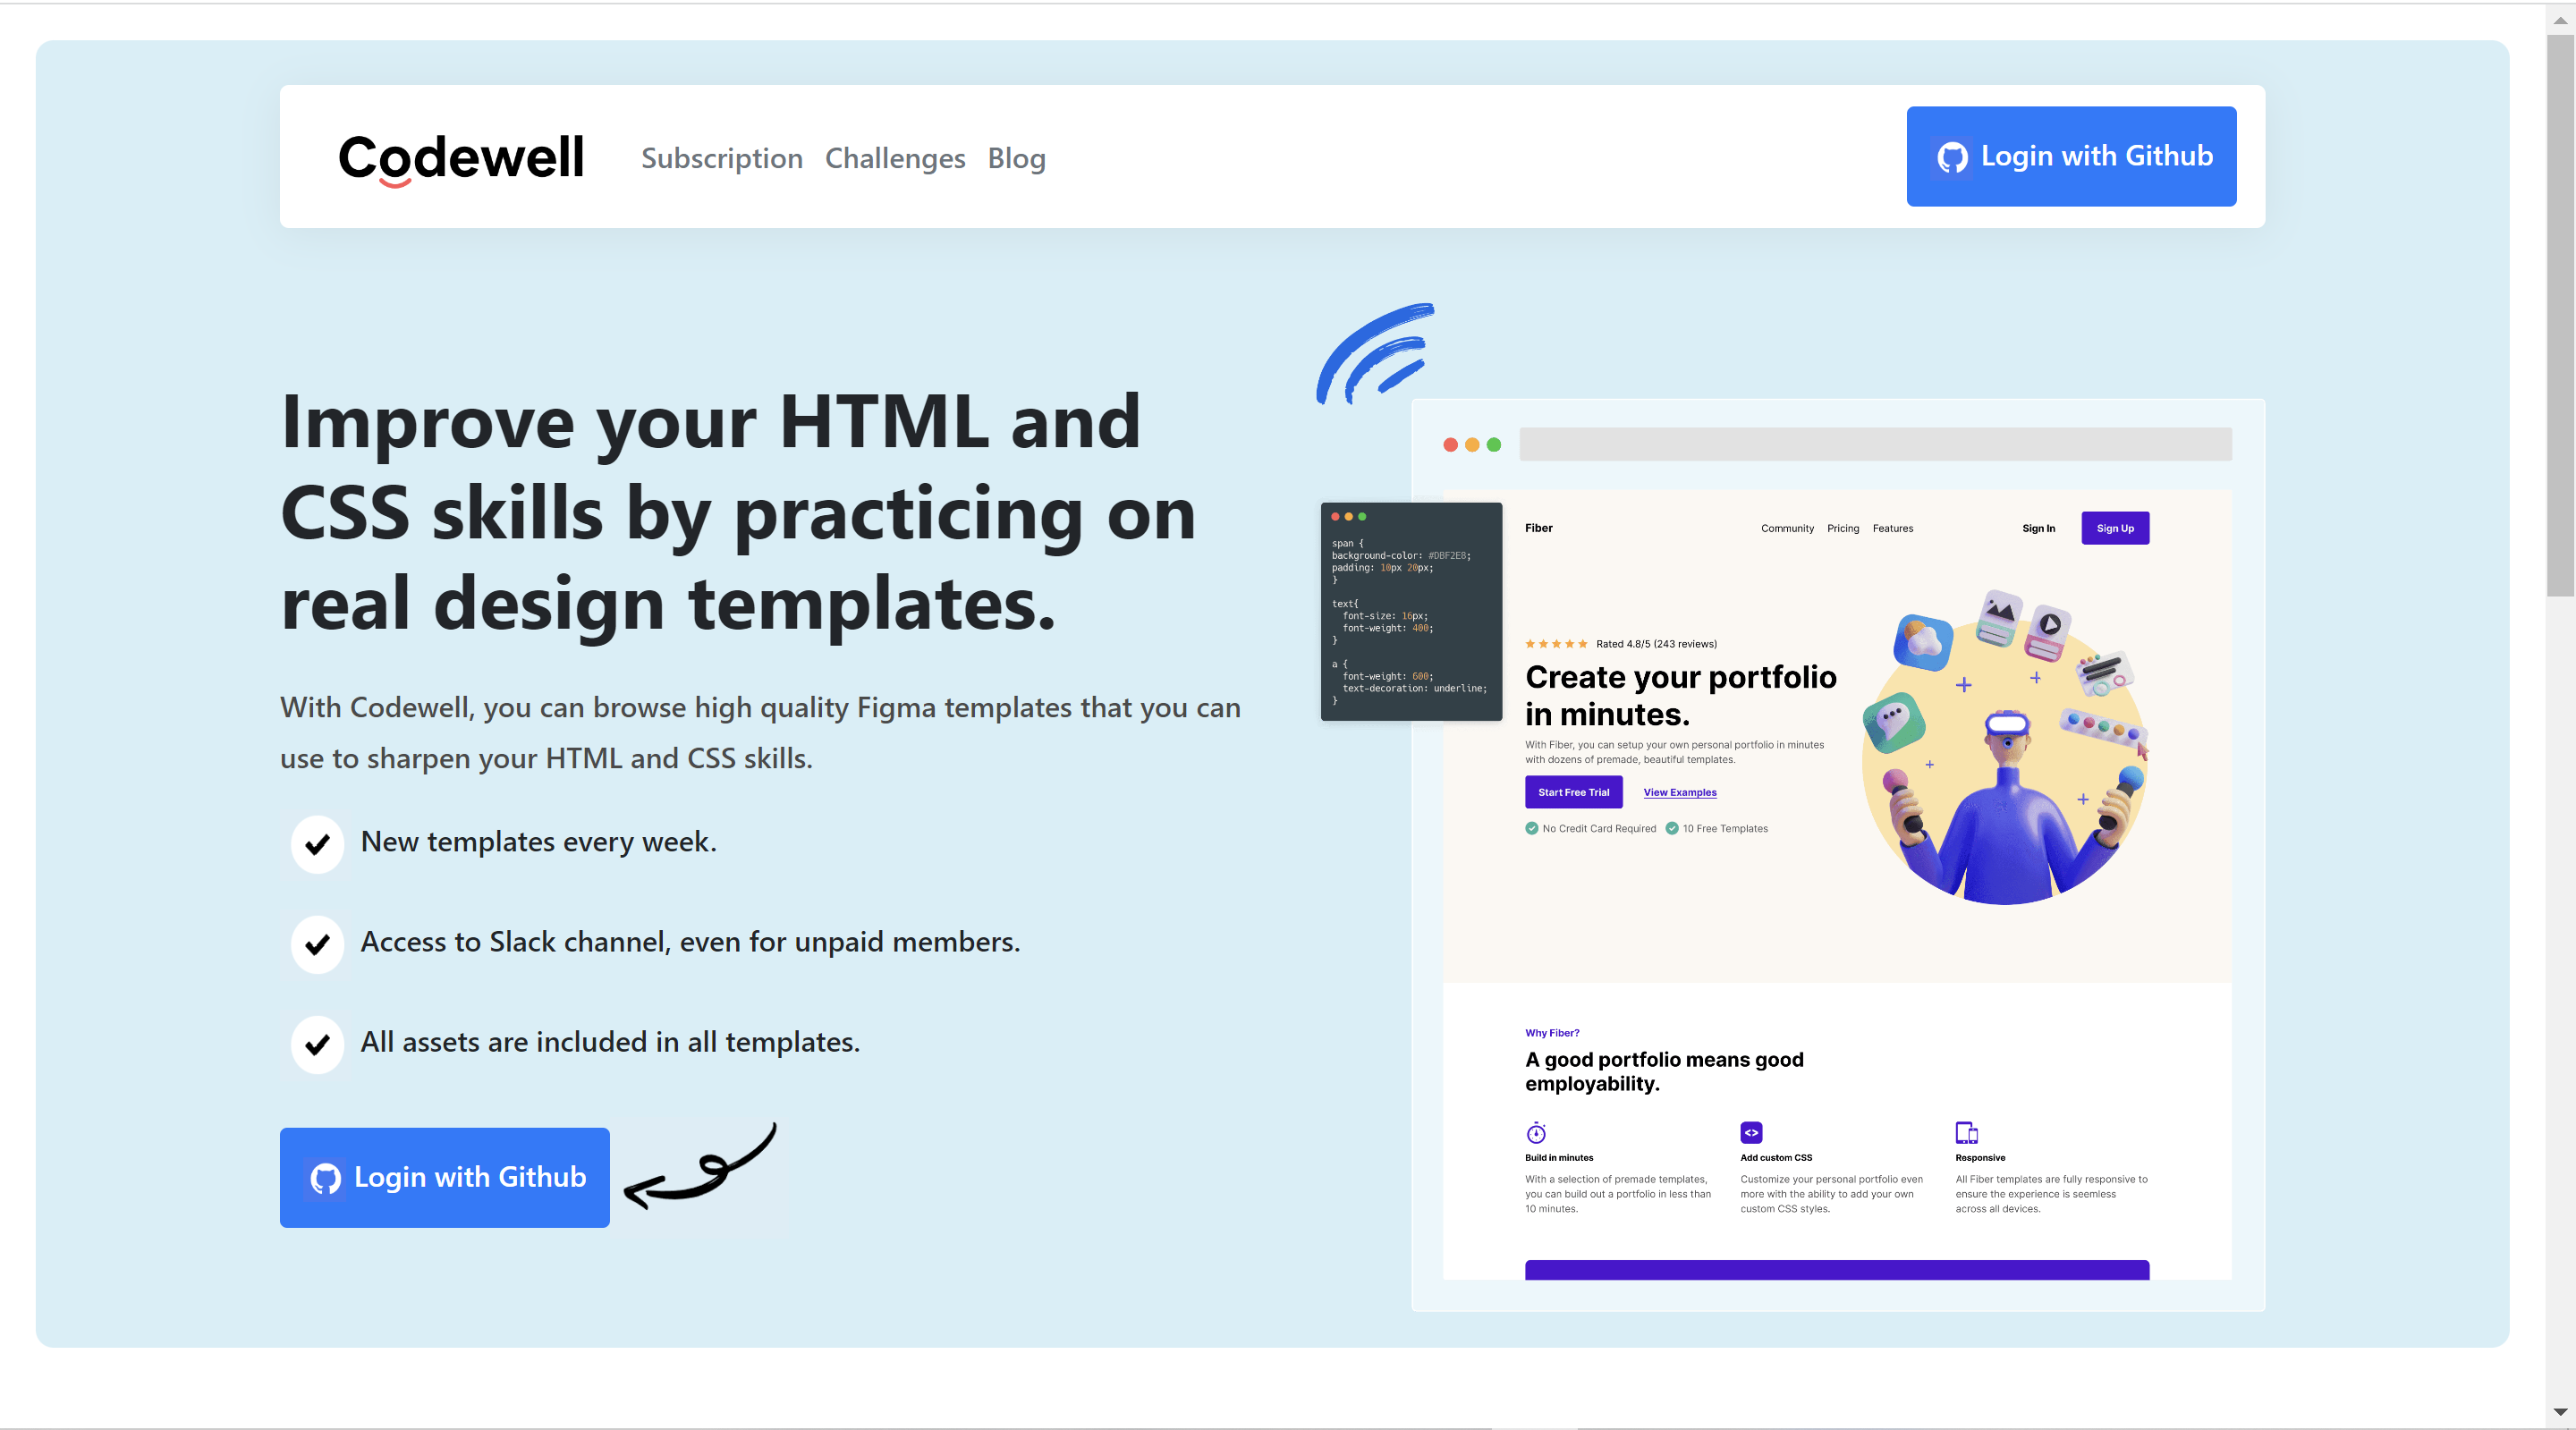 Codewell Subscription Challenges Blog Login with Github
Improve your HTML and
CSS skills by practicing on
real design templates.
With Codewell, you can browse high quality Figma templates that you can
use to sharpen your HTML and CSS skills.
New templates every week.
Access to Slack channel, even for unpaid members.
All assets are included in all templates.
Login with Github
span {
background-color: #DBF2E8;
padding: 10px 20px;
}
text{
font-size: 16px;
font-weight: 400;
}
a {
font-weight: 600;
text-decoration: underline;
}
Fiber Community Pricing Features Sign In Sign Up
Rated 4.8/5 (243 reviews)
Create your portfolio
in minutes.
With Fiber, you can setup your own personal portfolio in minutes
with dozens of premade, beautiful templates.
Start Free Trial View Examples
No Credit Card Required 10 Free Templates
Why Fiber?
A good portfolio means good
employability.
<>
Build in minutes
With a selection of premade templates,
you can build out a portfolio in less than
10 minutes.
Add custom CSS
Customize your personal portfolio even
more with the ability to add your own
custom CSS styles.
Responsive
All Fiber templates are fully responsive to
ensure the experience is seemless
across all devices.